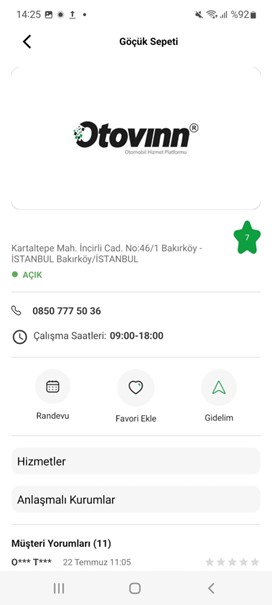 14:25 %92
Göçük Sepeti
Otovınn®
Otomobil Hizmet Platformu
7
Kartaltepe Mah. İncirli Cad. No:46/1 Bakırköy -
İSTANBUL Bakırköy/İSTANBUL
AÇIK
0850 777 50 36
Çalışma Saatleri: 09:00-18:00
Randevu Favori Ekle Gidelim
Hizmetler
Anlaşmalı Kurumlar
Müşteri Yorumları (11)
O*** T*** 22 Temmuz 11:05